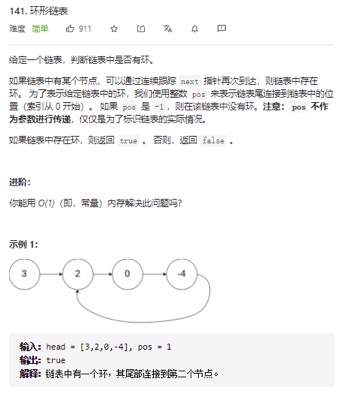 141. 环形链表
难度 简单 911
给定一个链表，判断链表中是否有环。
如果链表中有某个节点，可以通过连续跟踪 next 指针再次到达，则链表中存在
环。 为了表示给定链表中的环，我们使用整数 pos 来表示链表尾连接到链表中的位
置（索引从 0 开始）。 如果 pos 是 -1，则在该链表中没有环。注意：pos 不作
为参数进行传递，仅仅是为了标识链表的实际情况。
如果链表中存在环，则返回 true 。 否则，返回 false 。
进阶：
你能用 O(1)（即，常量）内存解决此问题吗？
示例 1：
3 2 0 -4
输入：head = [3,2,0,-4], pos = 1
输出：true
解释：链表中有一个环，其尾部连接到第二个节点。